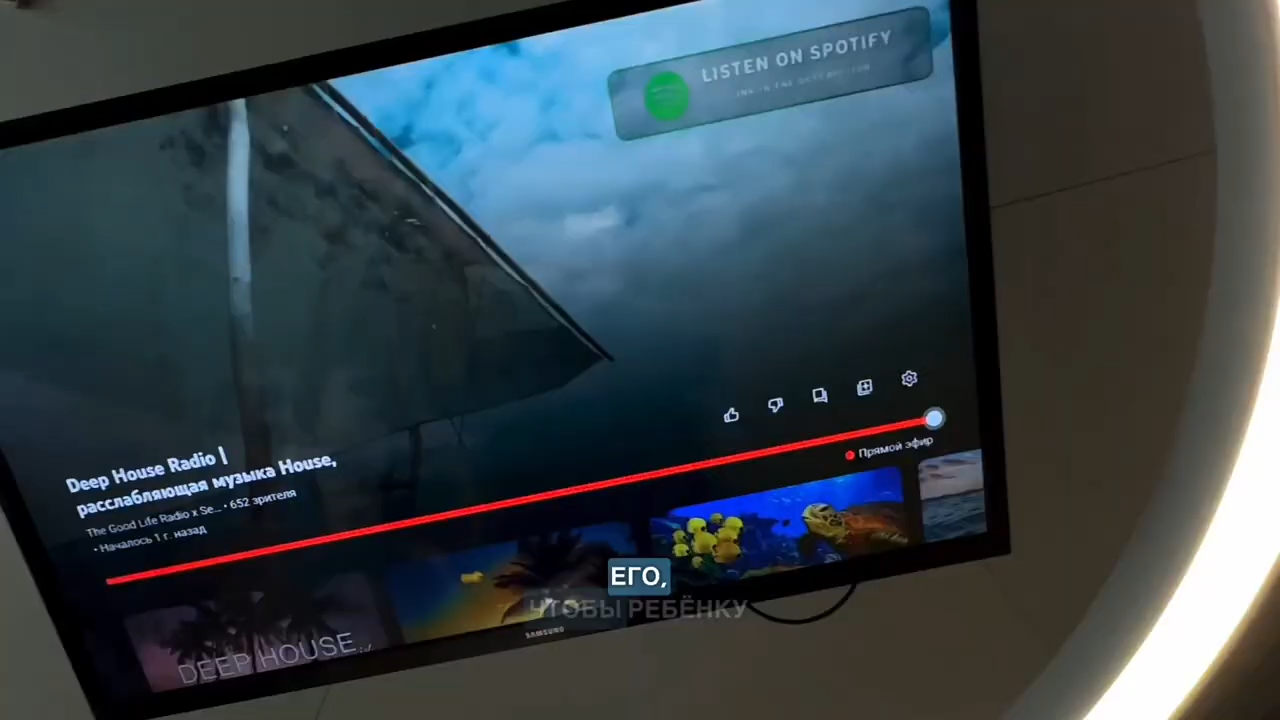 LISTEN ON SPOTIFY
Deep House Radio |
расслабляющая музыка House,
The Good Life Radio x Se... • 652 зрителя
• Началось 1 г. назад
Прямой эфир
DEEP HOUSE
SAMSUNG
ЕГО,
ЧТОБЫ РЕБЁНКУ